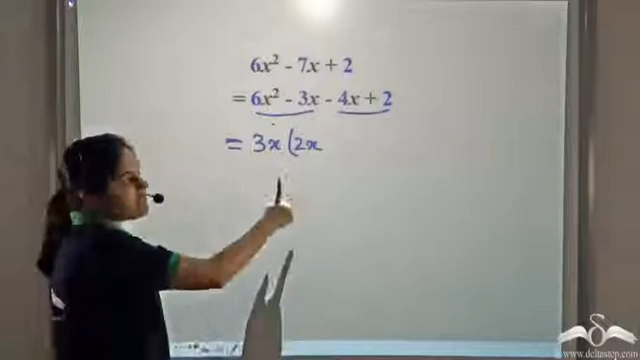 6x² - 7x + 2
= 6x² - 3x - 4x + 2
= 3x (2x
www.deltastep.com